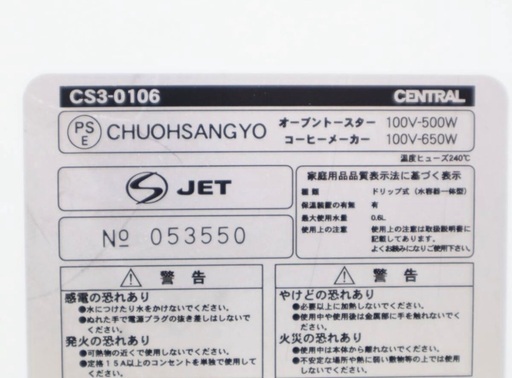 CS3-0106 CENTRAL
PS E CHUOHSANGYO オーブントースター 100V-500W
コーヒーメーカー 100V-650W
温度ヒューズ240℃
S JET
家庭用品品質表示法に基づく表示
種類 ドリップ式（水容器一体型）
保温装置の有無 有
最大使用水量 0.6L
使用上の注意 使用上の注意は取扱説明書に
記載してあります。
よくお読みになりご使用下さい。
№ 053550
警告
感電の恐れあり
●水につけたり水をかけないでください。
●ぬれた手で電源プラグの抜き差しはしないで
ください。
発火の恐れあり
●可熱物の近くで使用しないでください。
●定格15A以上のコンセントを単独で使用して
ください。
警告
やけどの恐れあり
●必要以上に加熱しないでください。
●使用中や使用後は金属部に手を触れないでく
ださい。
火災の恐れあり
●使用中は本体から離れないでください。
●不安定な場所や熱に弱い敷物等の上では使用
しないでください。